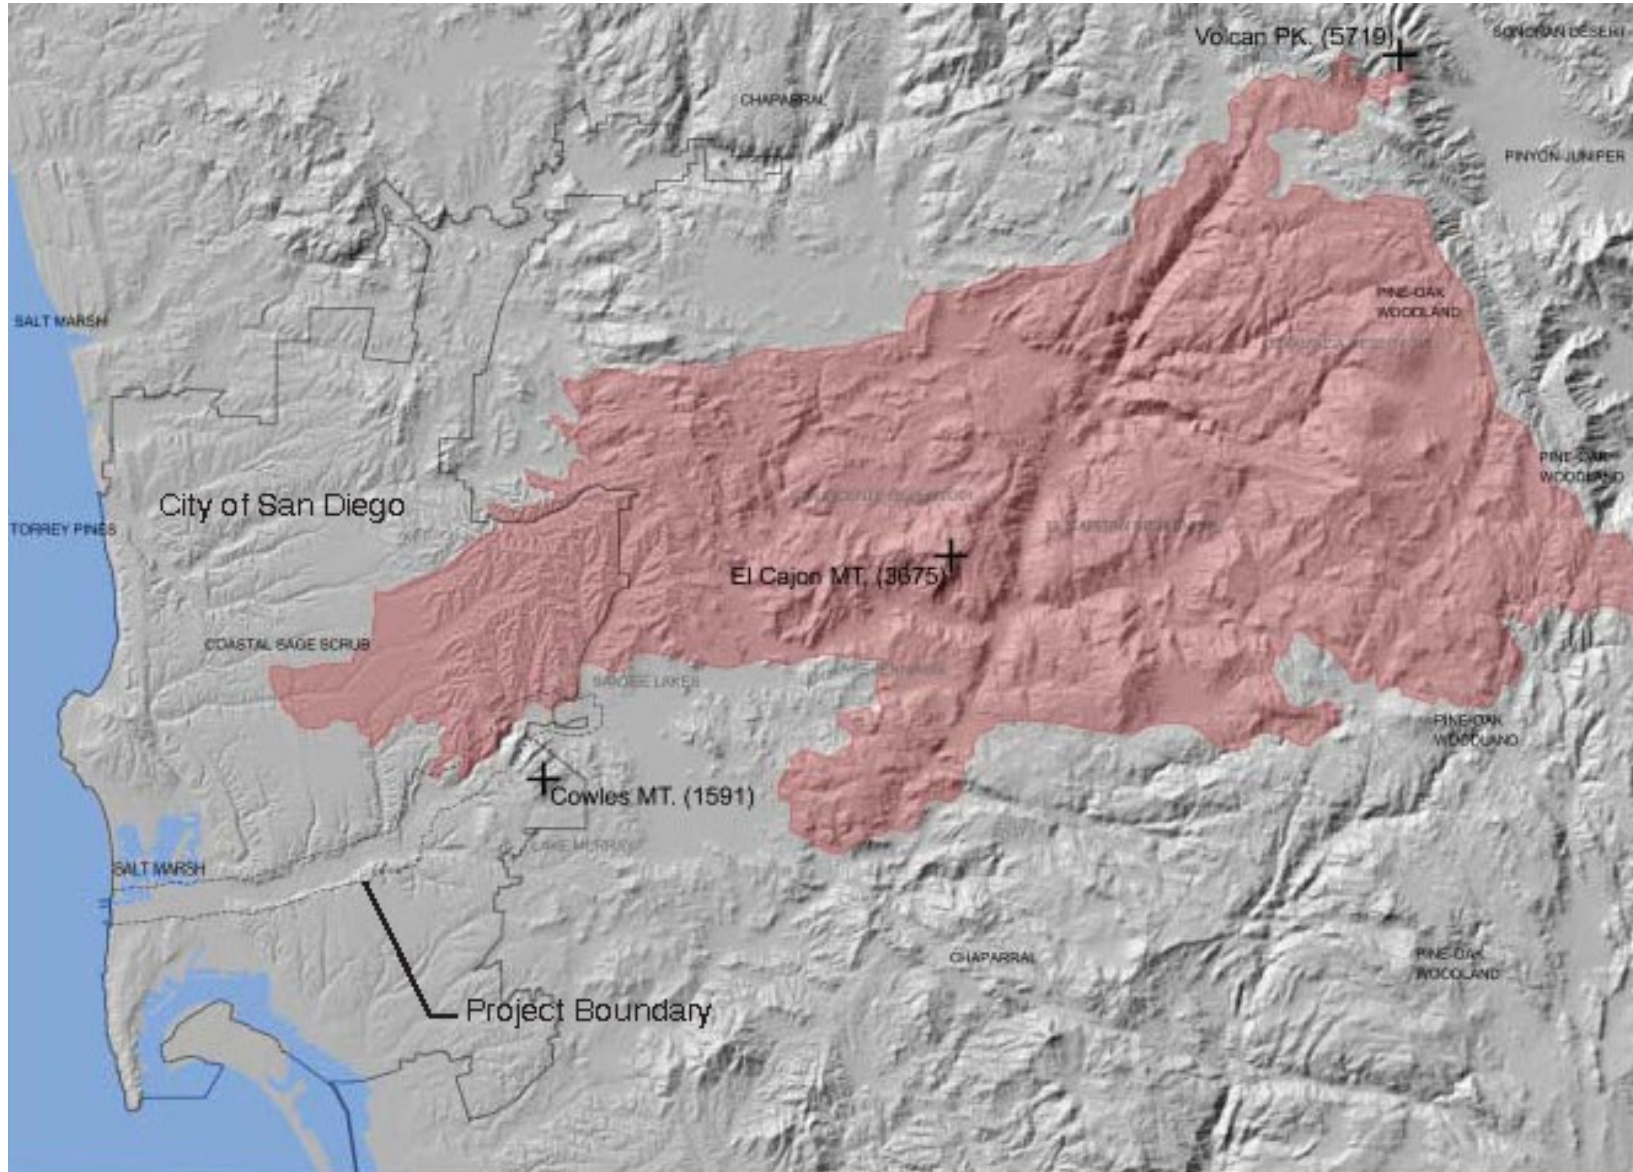 Volcan PK. (5719)
SONORAN DESERT
CHAPARRAL
PINYON-JUNIPER
PINE-OAK
WOODLAND
SALT MARSH
PINE-OAK
WOODLAND
City of San Diego
TORREY PINES
El Cajon MT. (3675)
COASTAL SAGE SCRUB
SANTEE LAKES
PINE-OAK
WOODLAND
Cowles MT. (1591)
LAKE MURRAY
SALT MARSH
CHAPARRAL
PINE-OAK
WOODLAND
Project Boundary